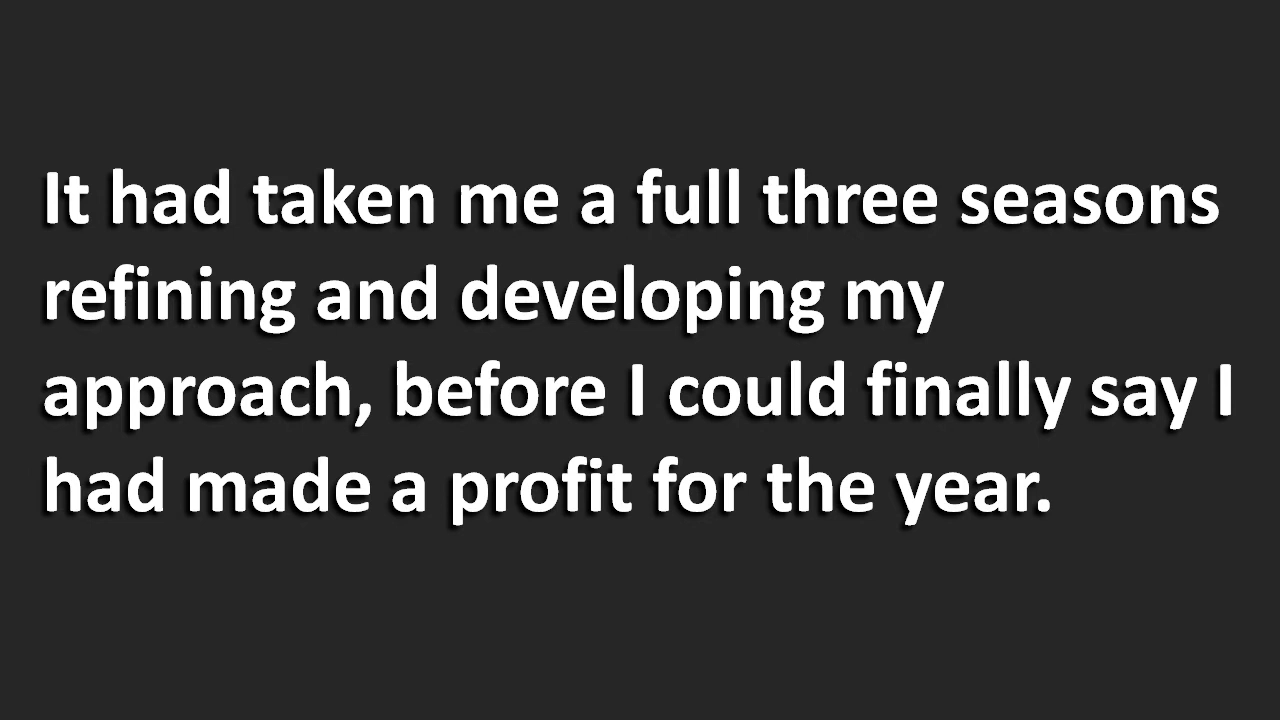 It had taken me a full three seasons
refining and developing my
approach, before I could finally say I
had made a profit for the year.